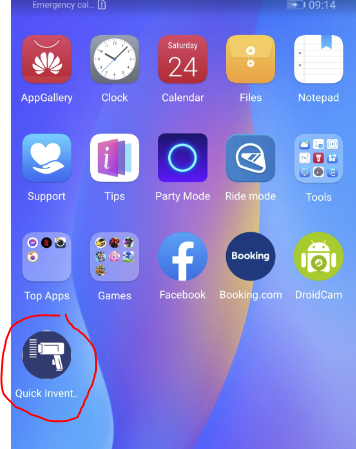 Emergency cal... 09:14
Saturday
24
AppGallery Clock Calendar Files Notepad
Support Tips Party Mode Ride mode Tools
Booking
Top Apps Games Facebook Booking.com DroidCam
Quick Invent..